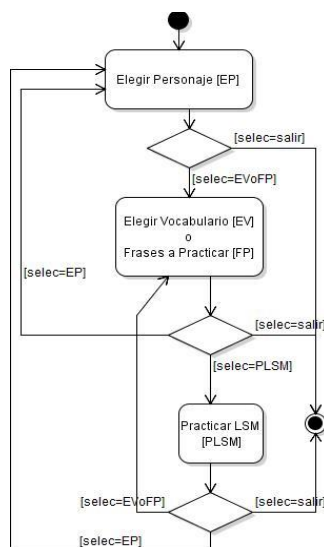 Elegir Personaje [EP]
[selec=salir]
[selec=EVoFP]
Elegir Vocabulario [EV]
o
Frases a Practicar [FP]
[selec=EP]
[selec=salir]
[selec=PLSM]
Practicar LSM
[PLSM]
[selec=EVoFP]
[selec=salir]
[selec=EP]